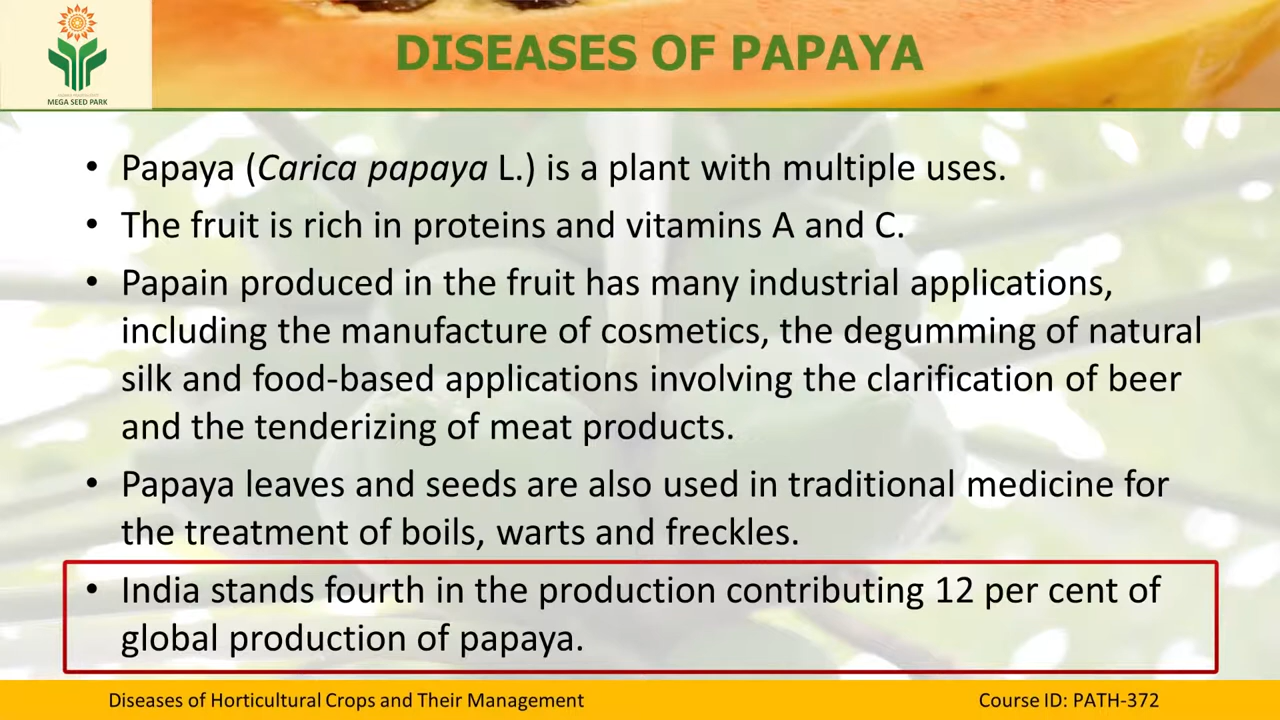 MEGA SEED PARK
DISEASES OF PAPAYA
• Papaya (Carica papaya L.) is a plant with multiple uses.
• The fruit is rich in proteins and vitamins A and C.
• Papain produced in the fruit has many industrial applications,
including the manufacture of cosmetics, the degumming of natural
silk and food-based applications involving the clarification of beer
and the tenderizing of meat products.
• Papaya leaves and seeds are also used in traditional medicine for
the treatment of boils, warts and freckles.
• India stands fourth in the production contributing 12 per cent of
global production of papaya.
Diseases of Horticultural Crops and Their Management
Course ID: PATH-372